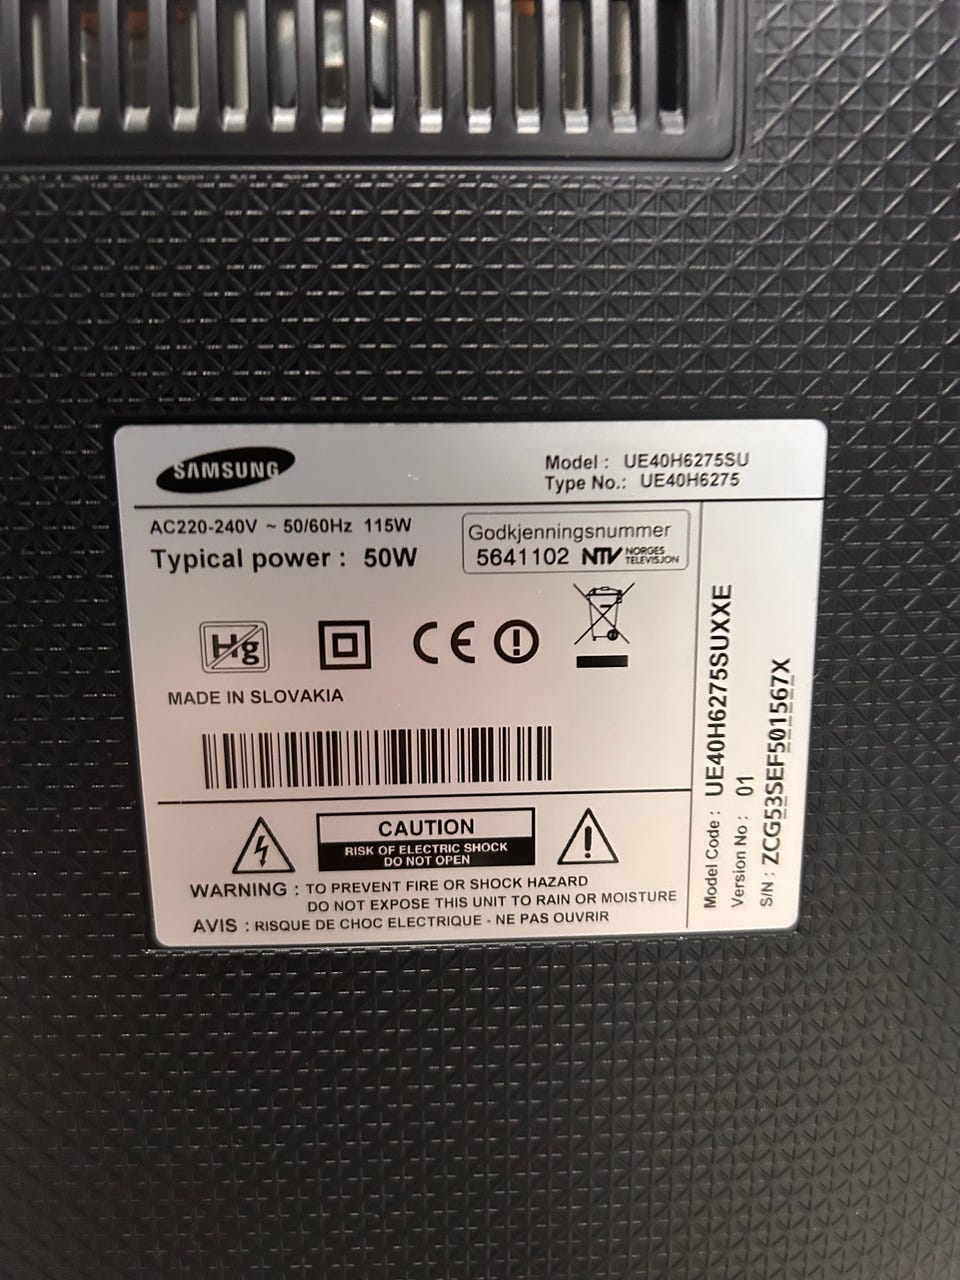 SAMSUNG
Model : UE40H6275SU
Type No.: UE40H6275
AC220-240V ~ 50/60Hz 115W
Typical power : 50W
Godkjenningsnummer
5641102 NTV NORGES TELEVISJON
Hg
CE
MADE IN SLOVAKIA
CAUTION
RISK OF ELECTRIC SHOCK
DO NOT OPEN
WARNING : TO PREVENT FIRE OR SHOCK HAZARD
DO NOT EXPOSE THIS UNIT TO RAIN OR MOISTURE
AVIS : RISQUE DE CHOC ELECTRIQUE - NE PAS OUVRIR
Model Code : UE40H6275SUXXE
Version No : 01
S/N : ZCG53SEF501567X